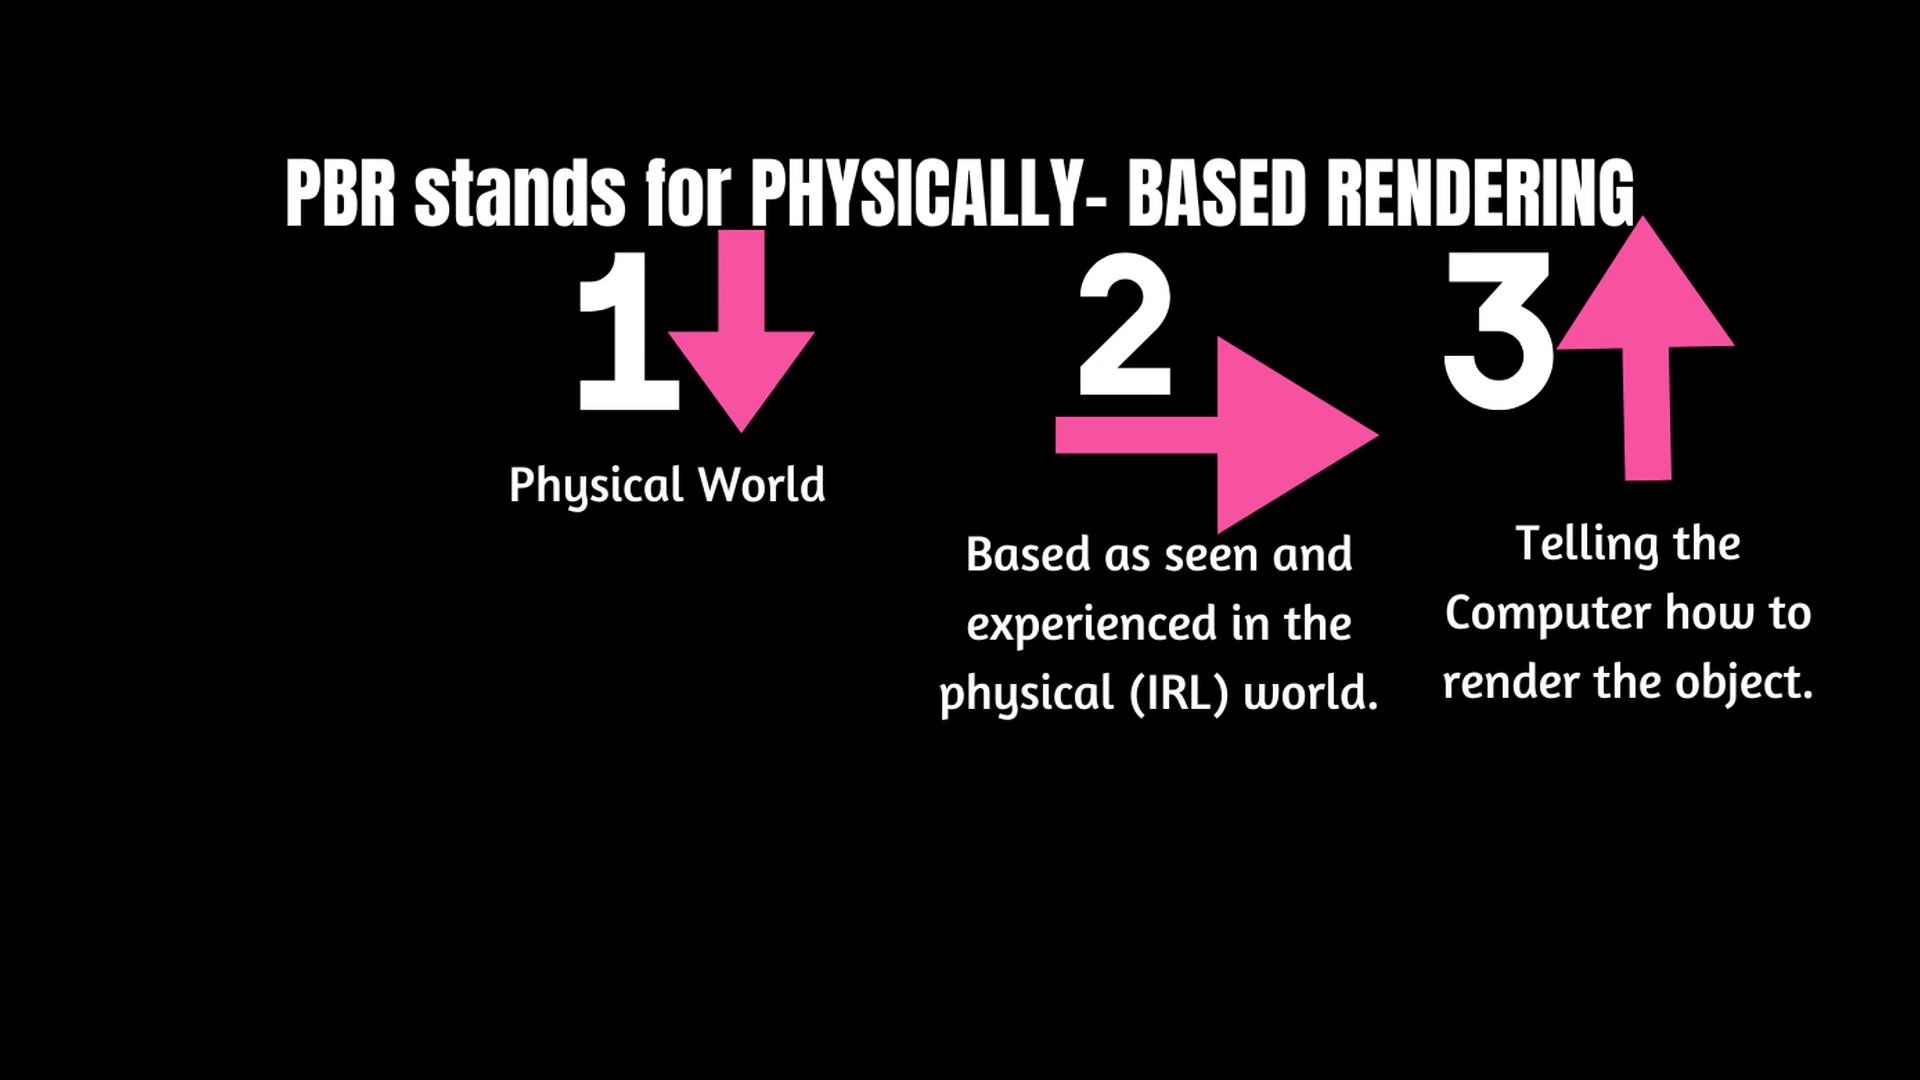 PBR stands for PHYSICALLY- BASED RENDERING
1
Physical World
2
Based as seen and
experienced in the
physical (IRL) world.
3
Telling the
Computer how to
render the object.